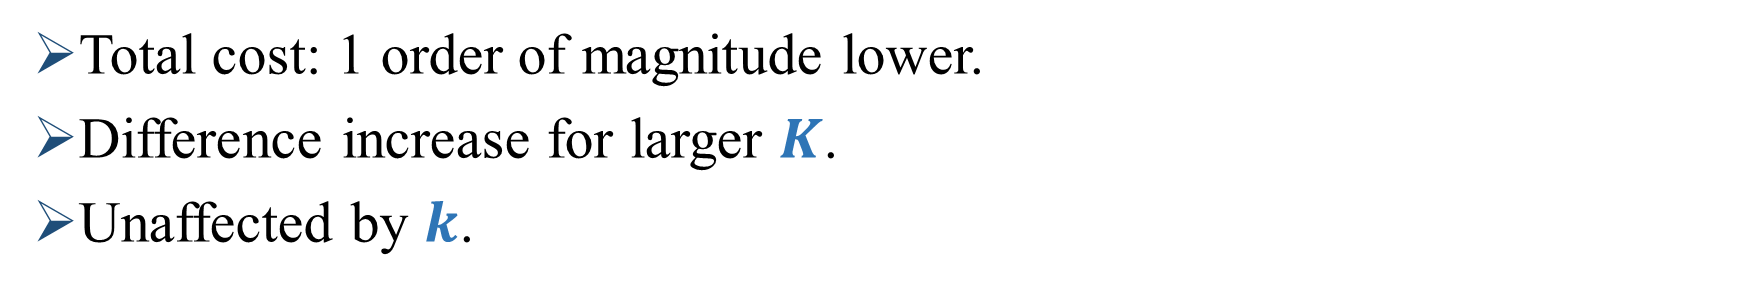 ➢Total cost: 1 order of magnitude lower.
➢Difference increase for larger K.
➢Unaffected by k.